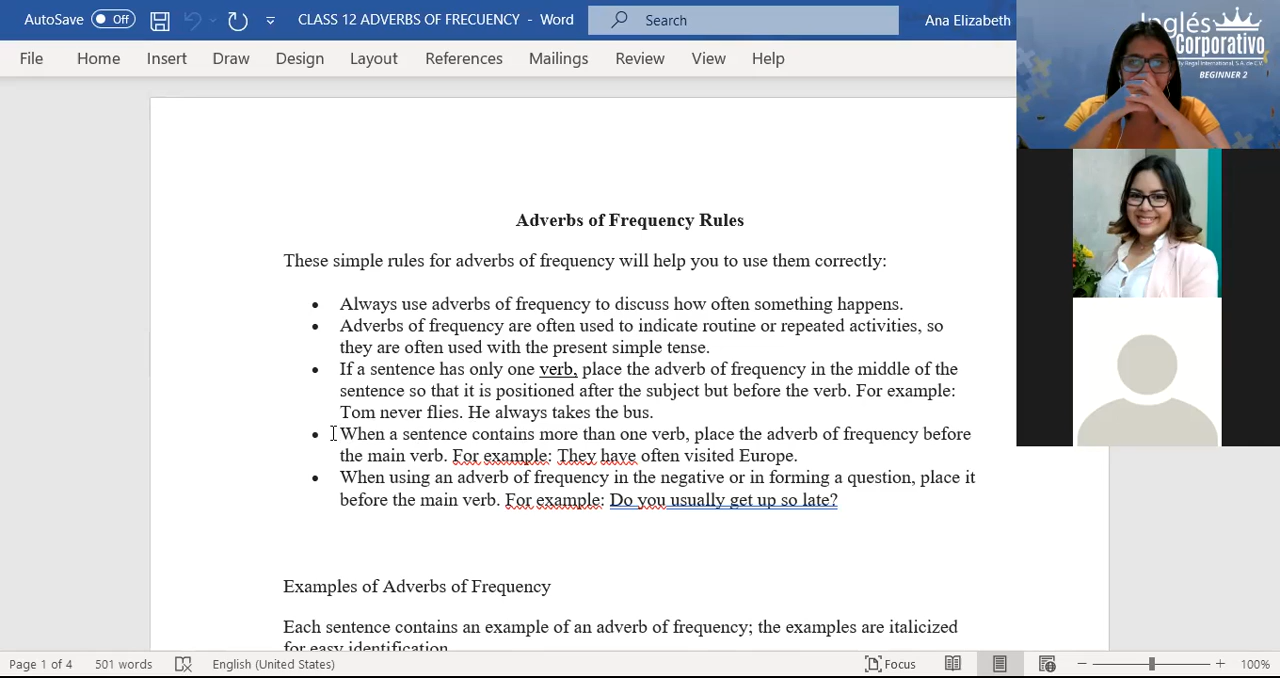 AutoSave Off CLASS 12 ADVERBS OF FRECUENCY - Word Search Ana Elizabeth
File Home Insert Draw Design Layout References Mailings Review View Help
Inglés
Corporativo
By Regal International, S.A. de C.V.
BEGINNER 2
Adverbs of Frequency Rules
These simple rules for adverbs of frequency will help you to use them correctly:
• Always use adverbs of frequency to discuss how often something happens.
• Adverbs of frequency are often used to indicate routine or repeated activities, so
they are often used with the present simple tense.
• If a sentence has only one verb, place the adverb of frequency in the middle of the
sentence so that it is positioned after the subject but before the verb. For example:
Tom never flies. He always takes the bus.
• When a sentence contains more than one verb, place the adverb of frequency before
the main verb. For example: They have often visited Europe.
• When using an adverb of frequency in the negative or in forming a question, place it
before the main verb. For example: Do you usually get up so late?
Examples of Adverbs of Frequency
Each sentence contains an example of an adverb of frequency; the examples are italicized
for easy identification.
Page 1 of 4 501 words English (United States) Focus 100%